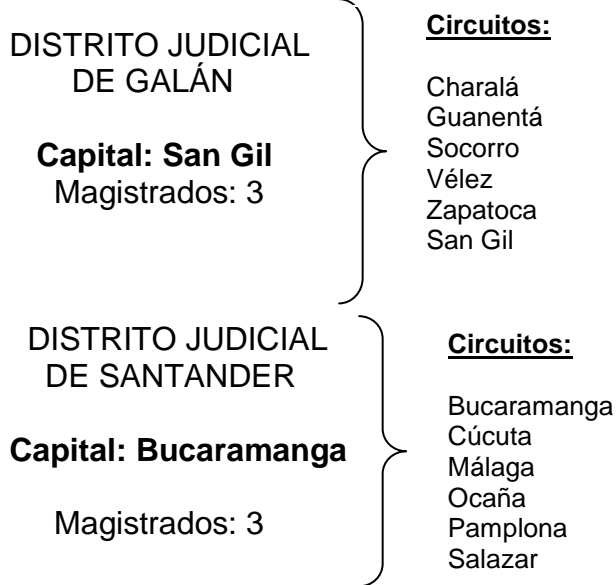 DISTRITO JUDICIAL
DE GALÁN
Capital: San Gil
Magistrados: 3
Circuitos:
Charalá
Guanentá
Socorro
Vélez
Zapatoca
San Gil
DISTRITO JUDICIAL
DE SANTANDER
Capital: Bucaramanga
Magistrados: 3
Circuitos:
Bucaramanga
Cúcuta
Málaga
Ocaña
Pamplona
Salazar